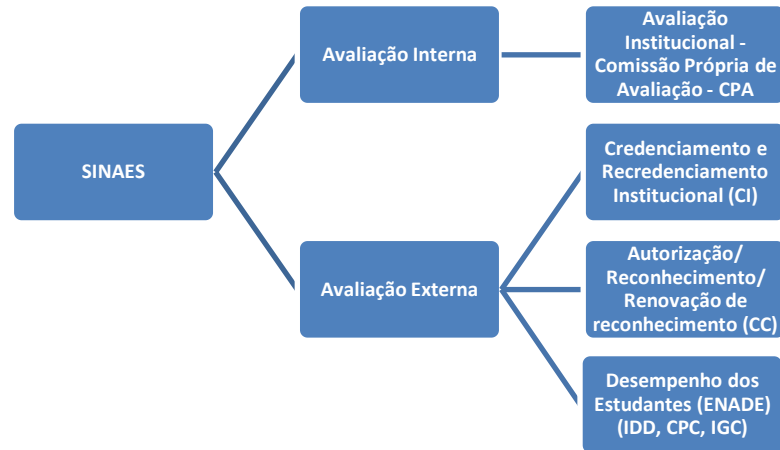 SINAES
Avaliação Interna
Avaliação
Institucional -
Comissão Própria de
Avaliação - CPA
Avaliação Externa
Credenciamento e
Recredenciamento
Institucional (CI)
Autorização/
Reconhecimento/
Renovação de
reconhecimento (CC)
Desempenho dos
Estudantes (ENADE)
(IDD, CPC, IGC)